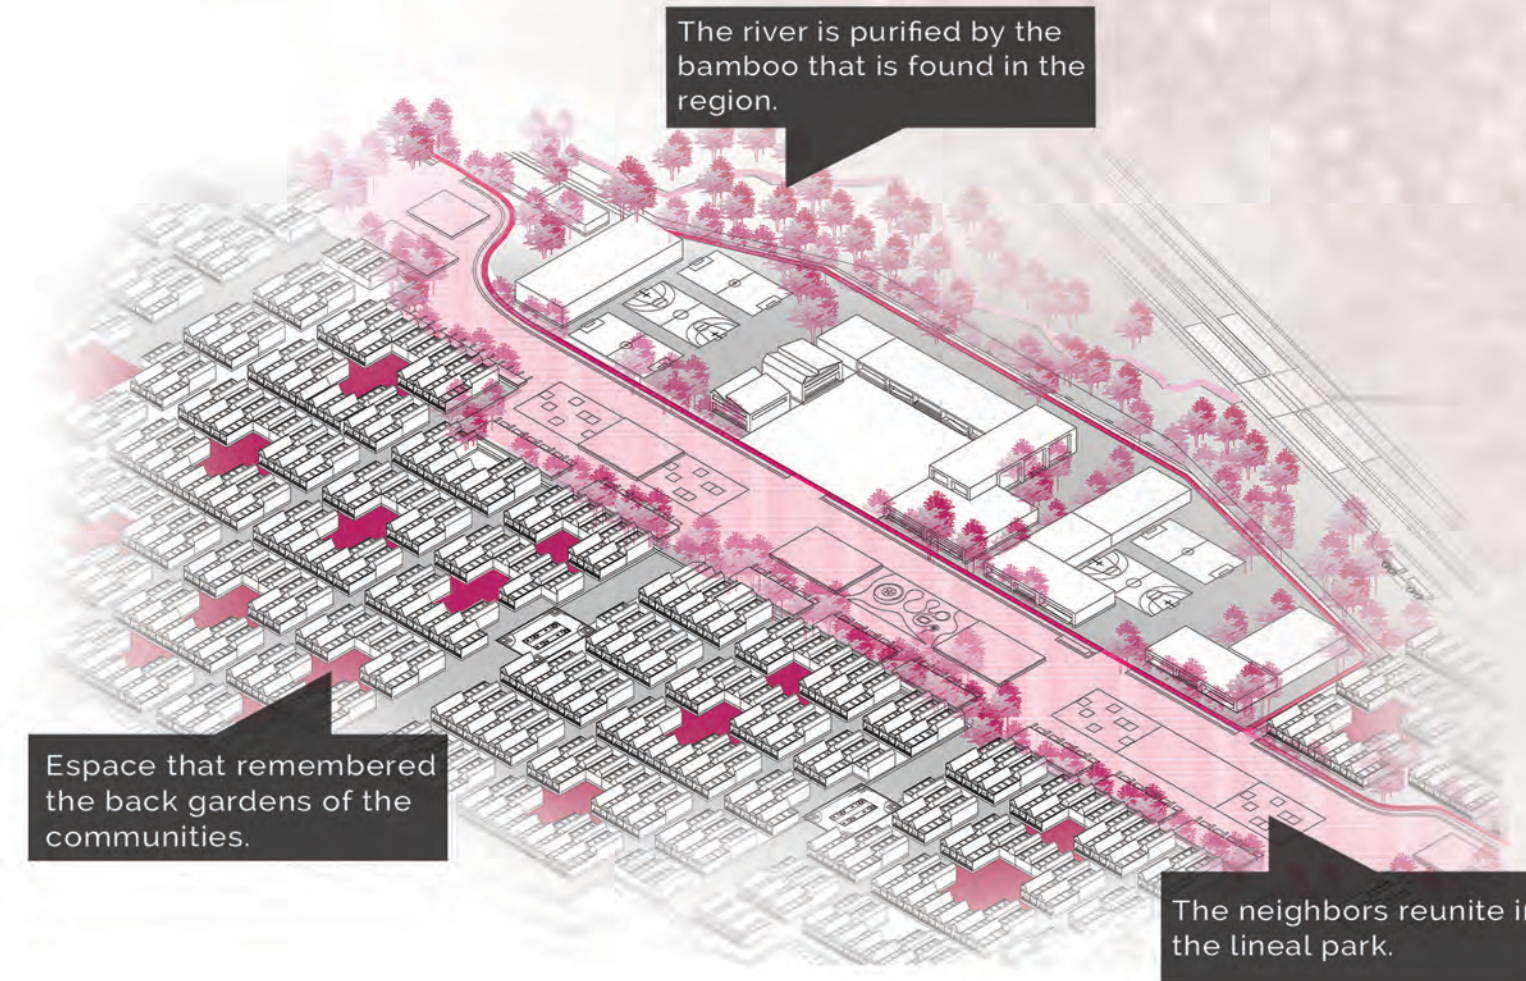 The river is purified by the
bamboo that is found in the
region.
Espace that remembered
the back gardens of the
communities.
The neighbors reunite in
the lineal park.